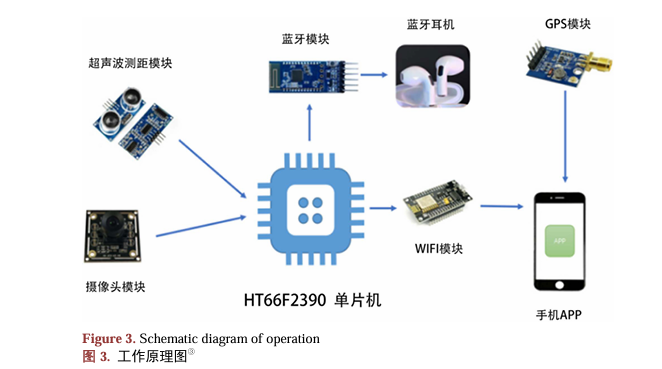 蓝牙耳机
GPS模块
蓝牙模块
超声波测距模块
APP
WIFI模块
摄像头模块
HT66F2390 单片机
手机APP
Figure 3. Schematic diagram of operation
图 3. 工作原理图③